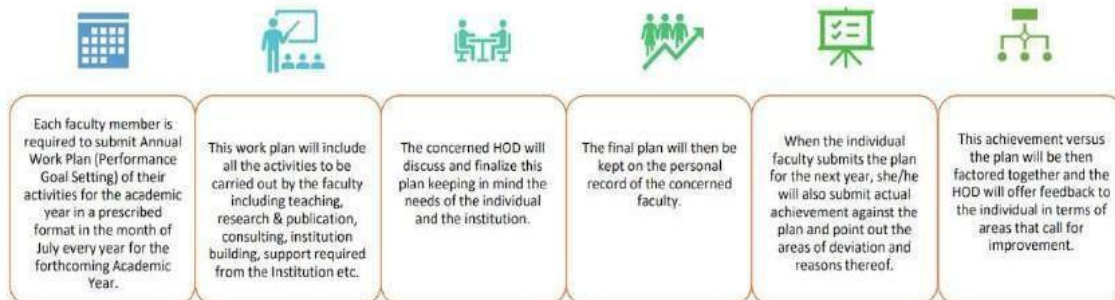 Each faculty member is
required to submit Annual
Work Plan (Performance
Goal Setting) of their
activities for the academic
year in a prescribed
format in the month of
July every year for the
forthcoming Academic
Year.
This work plan will include
all the activities to be
carried out by the faculty
including teaching,
research & publication,
consulting, institution
building, support required
from the Institution etc.
The concerned HOD will
discuss and finalize this
plan keeping in mind the
needs of the individual
and the institution.
The final plan will then be
kept on the personal
record of the concerned
faculty.
When the individual
faculty submits the plan
for the next year, she/he
will also submit actual
achievement against the
plan and point out the
areas of deviation and
reasons thereof.
This achievement versus
the plan will be then
factored together and the
HOD will offer feedback to
the individual in terms of
areas that call for
improvement.